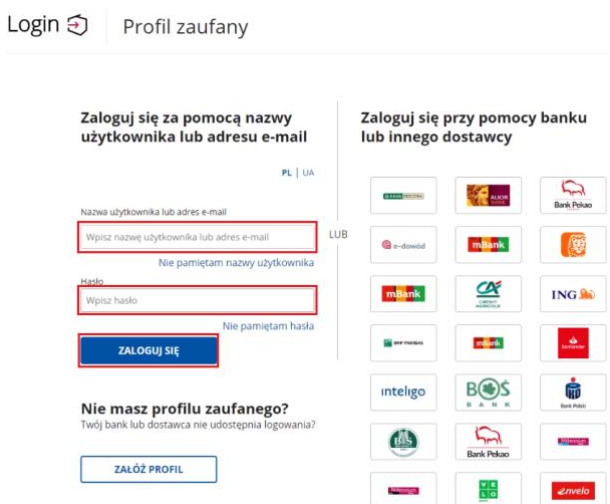 Login
Profil zaufany
Zaloguj się za pomocą nazwy
użytkownika lub adresu e-mail
PL | UA
Nazwa użytkownika lub adres e-mail
Wpisz nazwę użytkownika lub adres e-mail
Nie pamiętam nazwy użytkownika
Hasło
Wpisz hasło
Nie pamiętam hasła
ZALOGUJ SIĘ
Nie masz profilu zaufanego?
Twój bank lub dostawca nie udostępnia logowania?
ZAŁÓŻ PROFIL
LUB
Zaloguj się przy pomocy banku
lub innego dostawcy
ALIOR
BANK
Bank Pekao
e-dowód
mBank
mBank
CRÉDIT
AGRICOLE
ING
BNP PARIBAS
mBank
Santander
inteligo
BOŚ
BANK
Bank Polski
BS
Bank Pekao
Millennium
Millennium
VELO
envelo